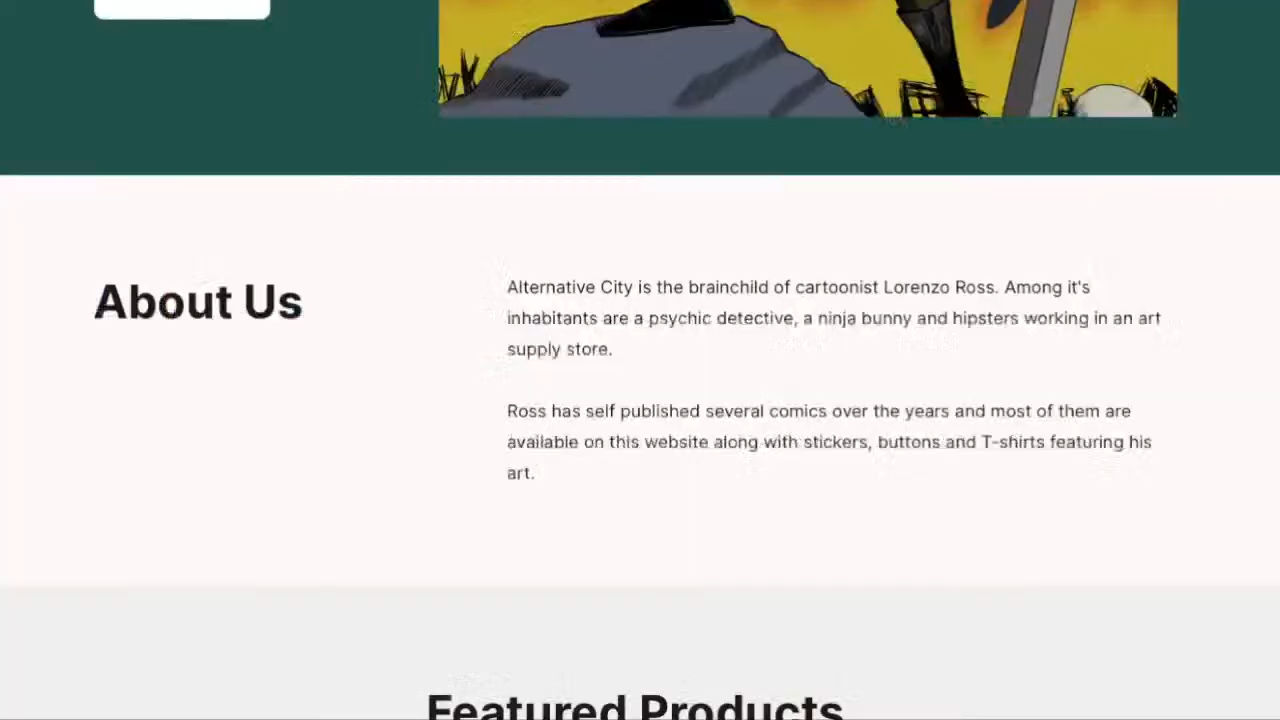 About Us
Alternative City is the brainchild of cartoonist Lorenzo Ross. Among it's
inhabitants are a psychic detective, a ninja bunny and hipsters working in an art
supply store.
Ross has self published several comics over the years and most of them are
available on this website along with stickers, buttons and T-shirts featuring his
art.
Featured Products